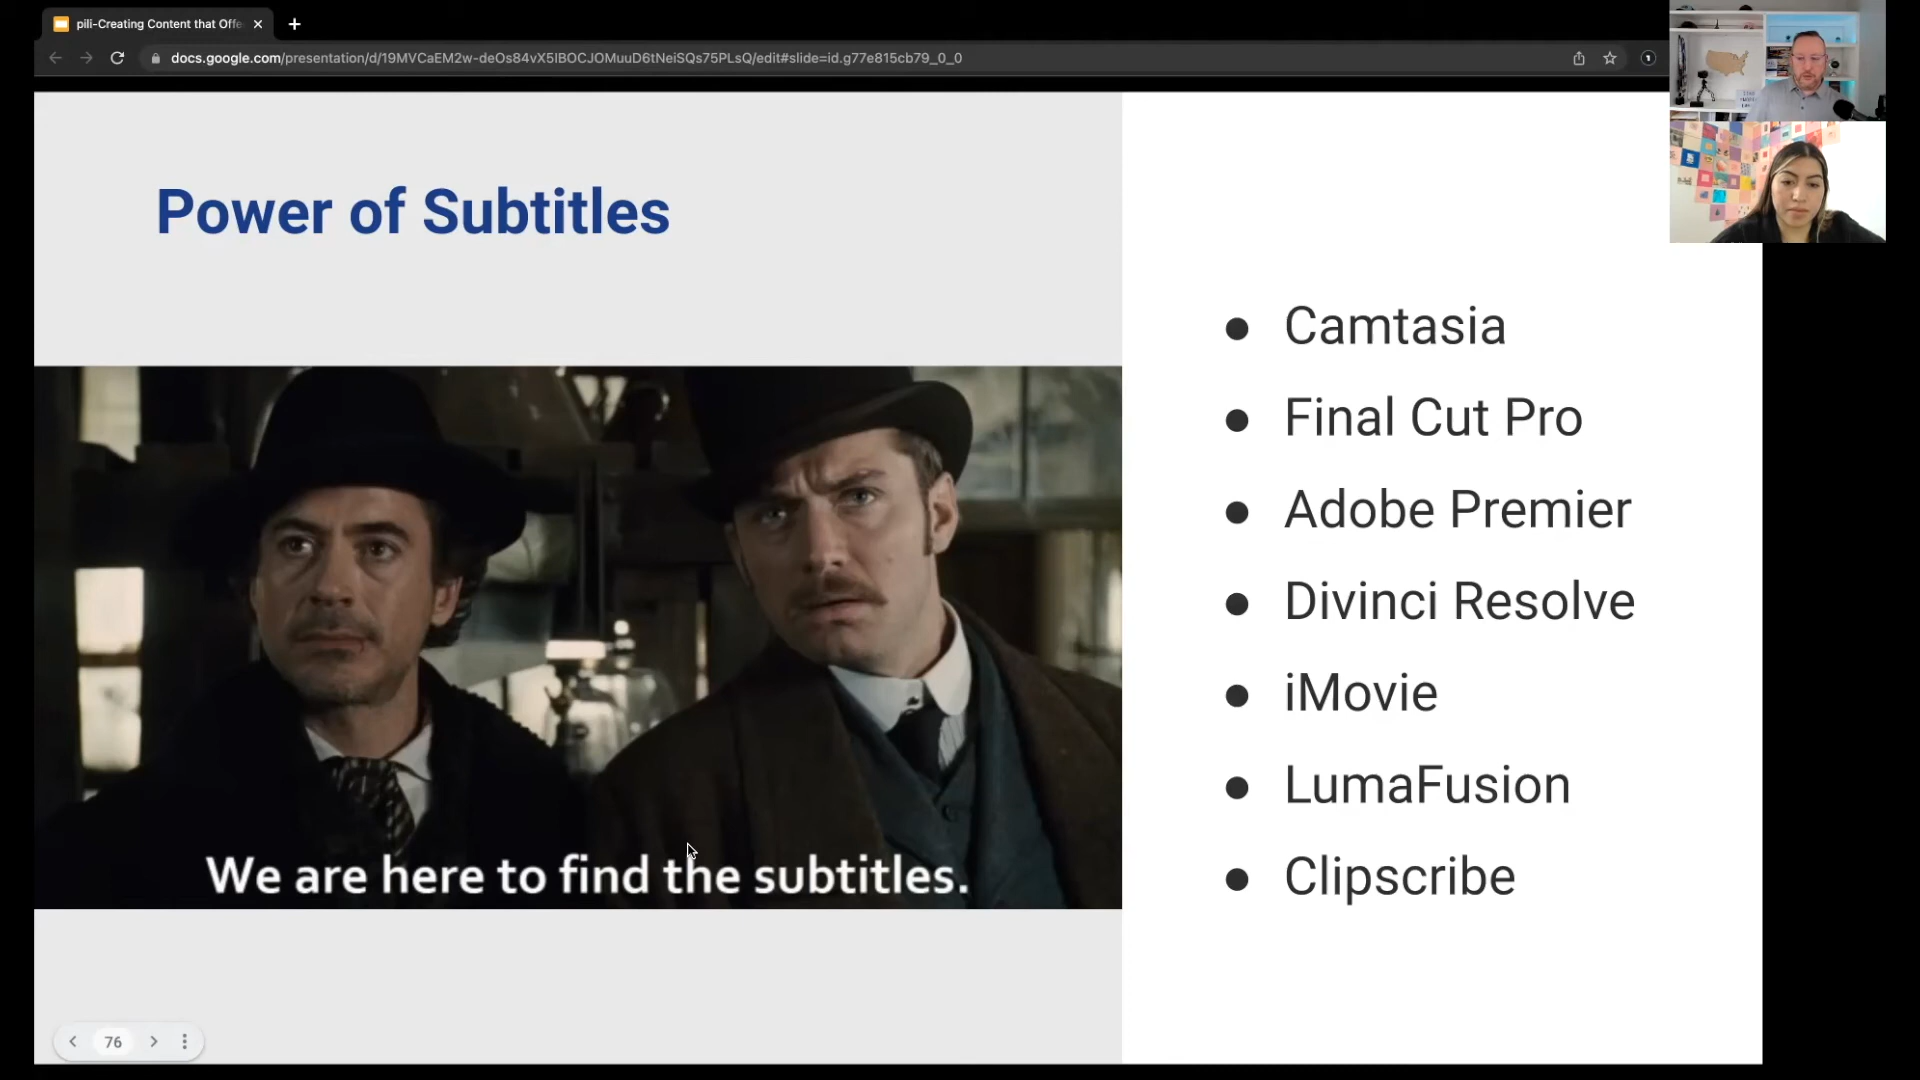 pili-Creating Content that Offe
docs.google.com/presentation/d/19MVCaEM2w-deOs84vX5IBOCJOMuuD6tNeiSQs75PLsQ/edit#slide=id.g77e815cb79_0_0
Power of Subtitles
We are here to find the subtitles.
● Camtasia
● Final Cut Pro
● Adobe Premier
● Divinci Resolve
● iMovie
● LumaFusion
● Clipscribe
76